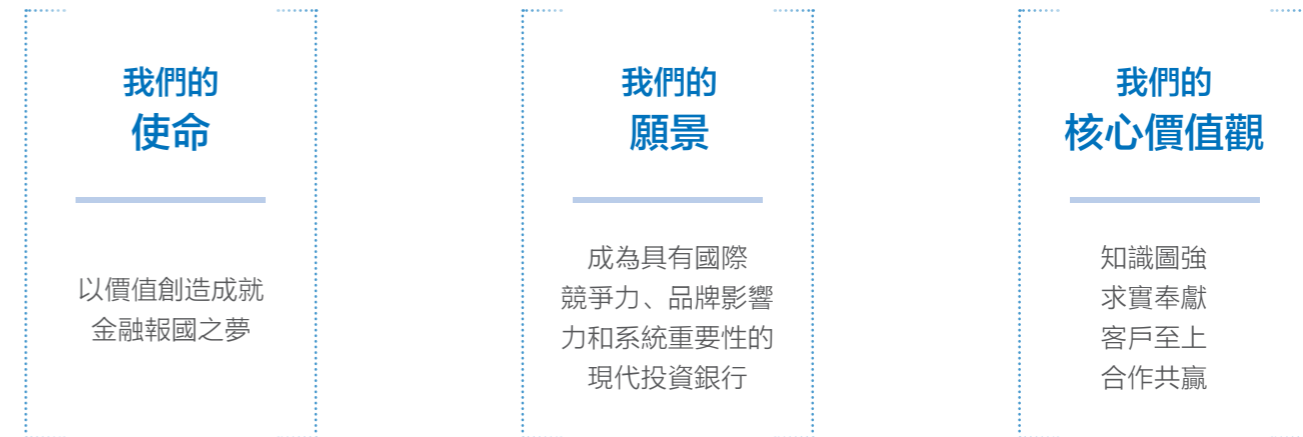 我們的
使命
以價值創造成就
金融報國之夢
我們的
願景
成為具有國際
競爭力、品牌影響
力和系統重要性的
現代投資銀行
我們的
核心價值觀
知識圖強
求實奉獻
客戶至上
合作共贏